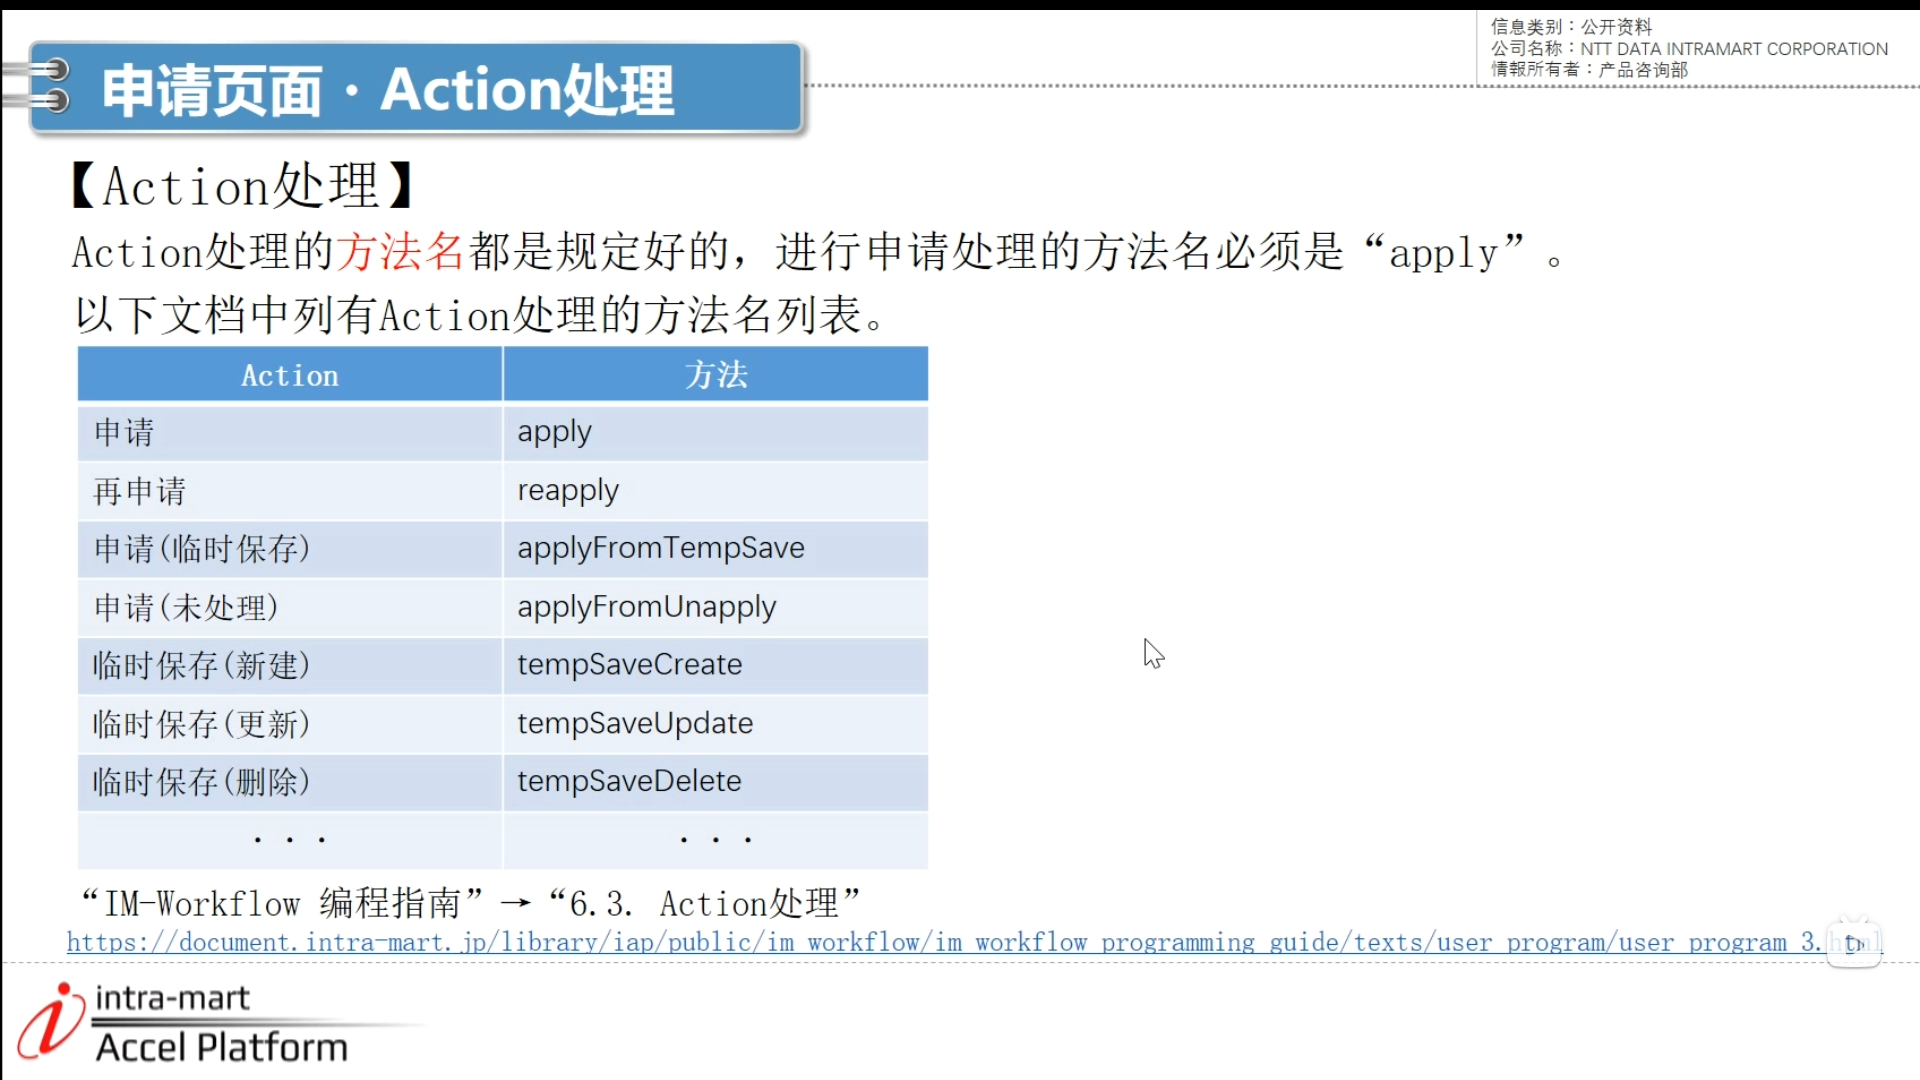 信息类别：公开资料
公司名称：NTT DATA INTRAMART CORPORATION
情報所有者：产品咨询部
申请页面・Action处理
【Action处理】
Action处理的方法名都是规定好的，进行申请处理的方法名必须是“apply”。
以下文档中列有Action处理的方法名列表。
Action 方法
申请 apply
再申请 reapply
申请(临时保存) applyFromTempSave
申请(未处理) applyFromUnapply
临时保存(新建) tempSaveCreate
临时保存(更新) tempSaveUpdate
临时保存(删除) tempSaveDelete
・・・ ・・・
“IM-Workflow 编程指南”→“6.3. Action处理”
https://document.intra-mart.jp/library/iap/public/im_workflow/im_workflow_programming_guide/texts/user_program/user_program_3.html
intra-mart
Accel Platform